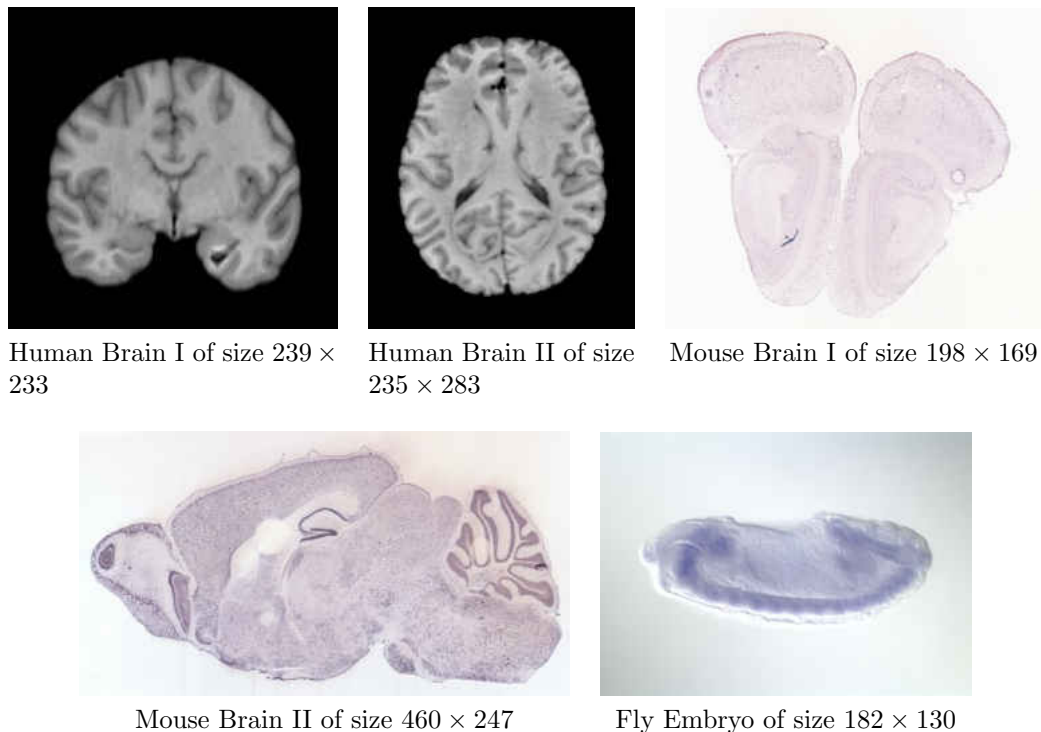 Human Brain I of size 239 ×
233
Human Brain II of size
235 × 283
Mouse Brain I of size 198 × 169
Mouse Brain II of size 460 × 247
Fly Embryo of size 182 × 130